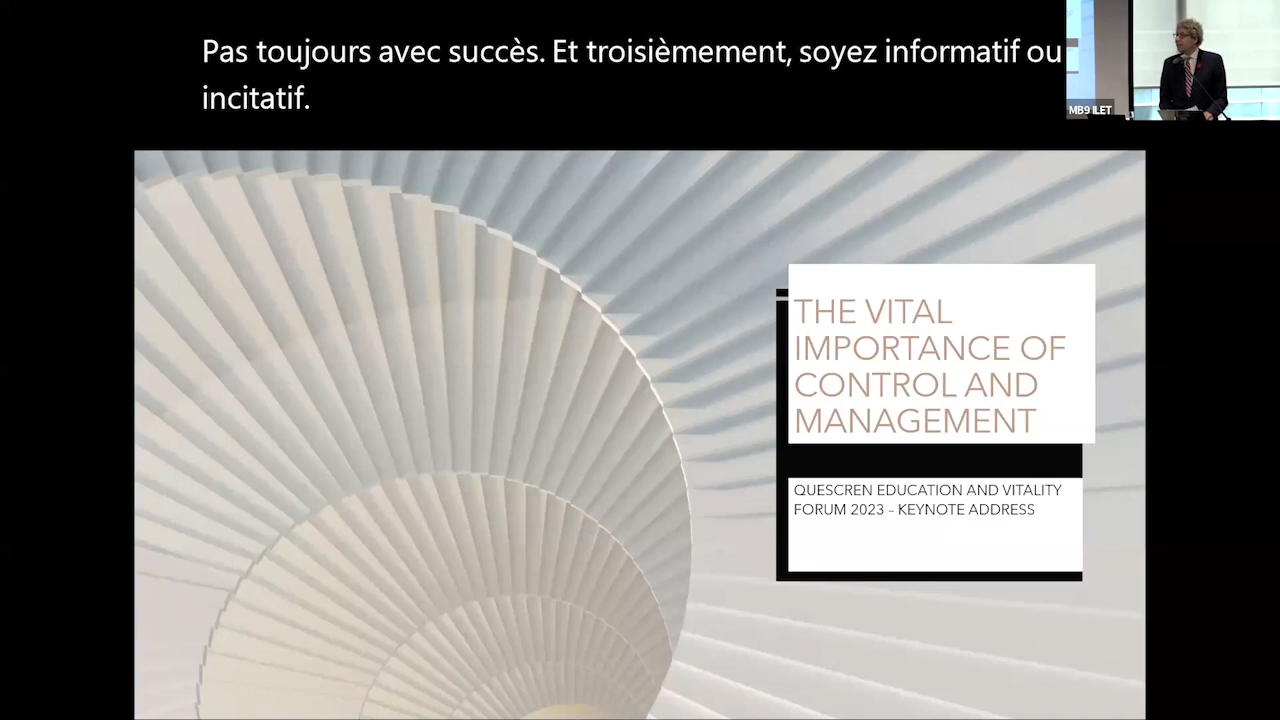 Pas toujours avec succès. Et troisièmement, soyez informatif ou
incitatif.
MB9 ILET
THE VITAL
IMPORTANCE OF
CONTROL AND
MANAGEMENT
QUESCREN EDUCATION AND VITALITY
FORUM 2023 – KEYNOTE ADDRESS